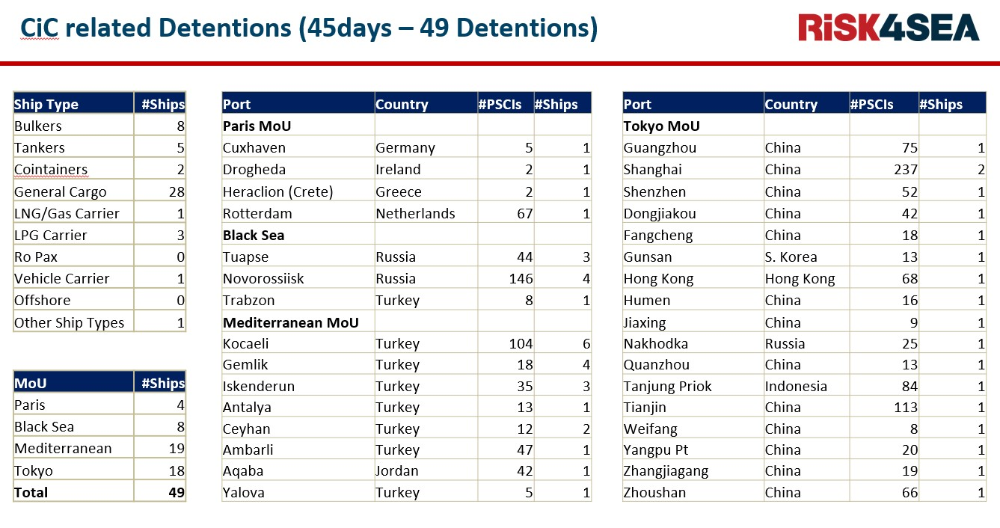 CiC related Detentions (45days – 49 Detentions)
RiSK4SEA
Ship Type #Ships
Bulkers 8
Tankers 5
Cointainers 2
General Cargo 28
LNG/Gas Carrier 1
LPG Carrier 3
Ro Pax 0
Vehicle Carrier 1
Offshore 0
Other Ship Types 1
MoU #Ships
Paris 4
Black Sea 8
Mediterranean 19
Tokyo 18
Total 49
Port Country #PSCIs #Ships
Paris MoU
Cuxhaven Germany 5 1
Drogheda Ireland 2 1
Heraclion (Crete) Greece 2 1
Rotterdam Netherlands 67 1
Black Sea
Tuapse Russia 44 3
Novorossiisk Russia 146 4
Trabzon Turkey 8 1
Mediterranean MoU
Kocaeli Turkey 104 6
Gemlik Turkey 18 4
Iskenderun Turkey 35 3
Antalya Turkey 13 1
Ceyhan Turkey 12 2
Ambarli Turkey 47 1
Aqaba Jordan 42 1
Yalova Turkey 5 1
Port Country #PSCIs #Ships
Tokyo MoU
Guangzhou China 75 1
Shanghai China 237 2
Shenzhen China 52 1
Dongjiakou China 42 1
Fangcheng China 18 1
Gunsan S. Korea 13 1
Hong Kong Hong Kong 68 1
Humen China 16 1
Jiaxing China 9 1
Nakhodka Russia 25 1
Quanzhou China 13 1
Tanjung Priok Indonesia 84 1
Tianjin China 113 1
Weifang China 8 1
Yangpu Pt China 20 1
Zhangjiagang China 19 1
Zhoushan China 66 1